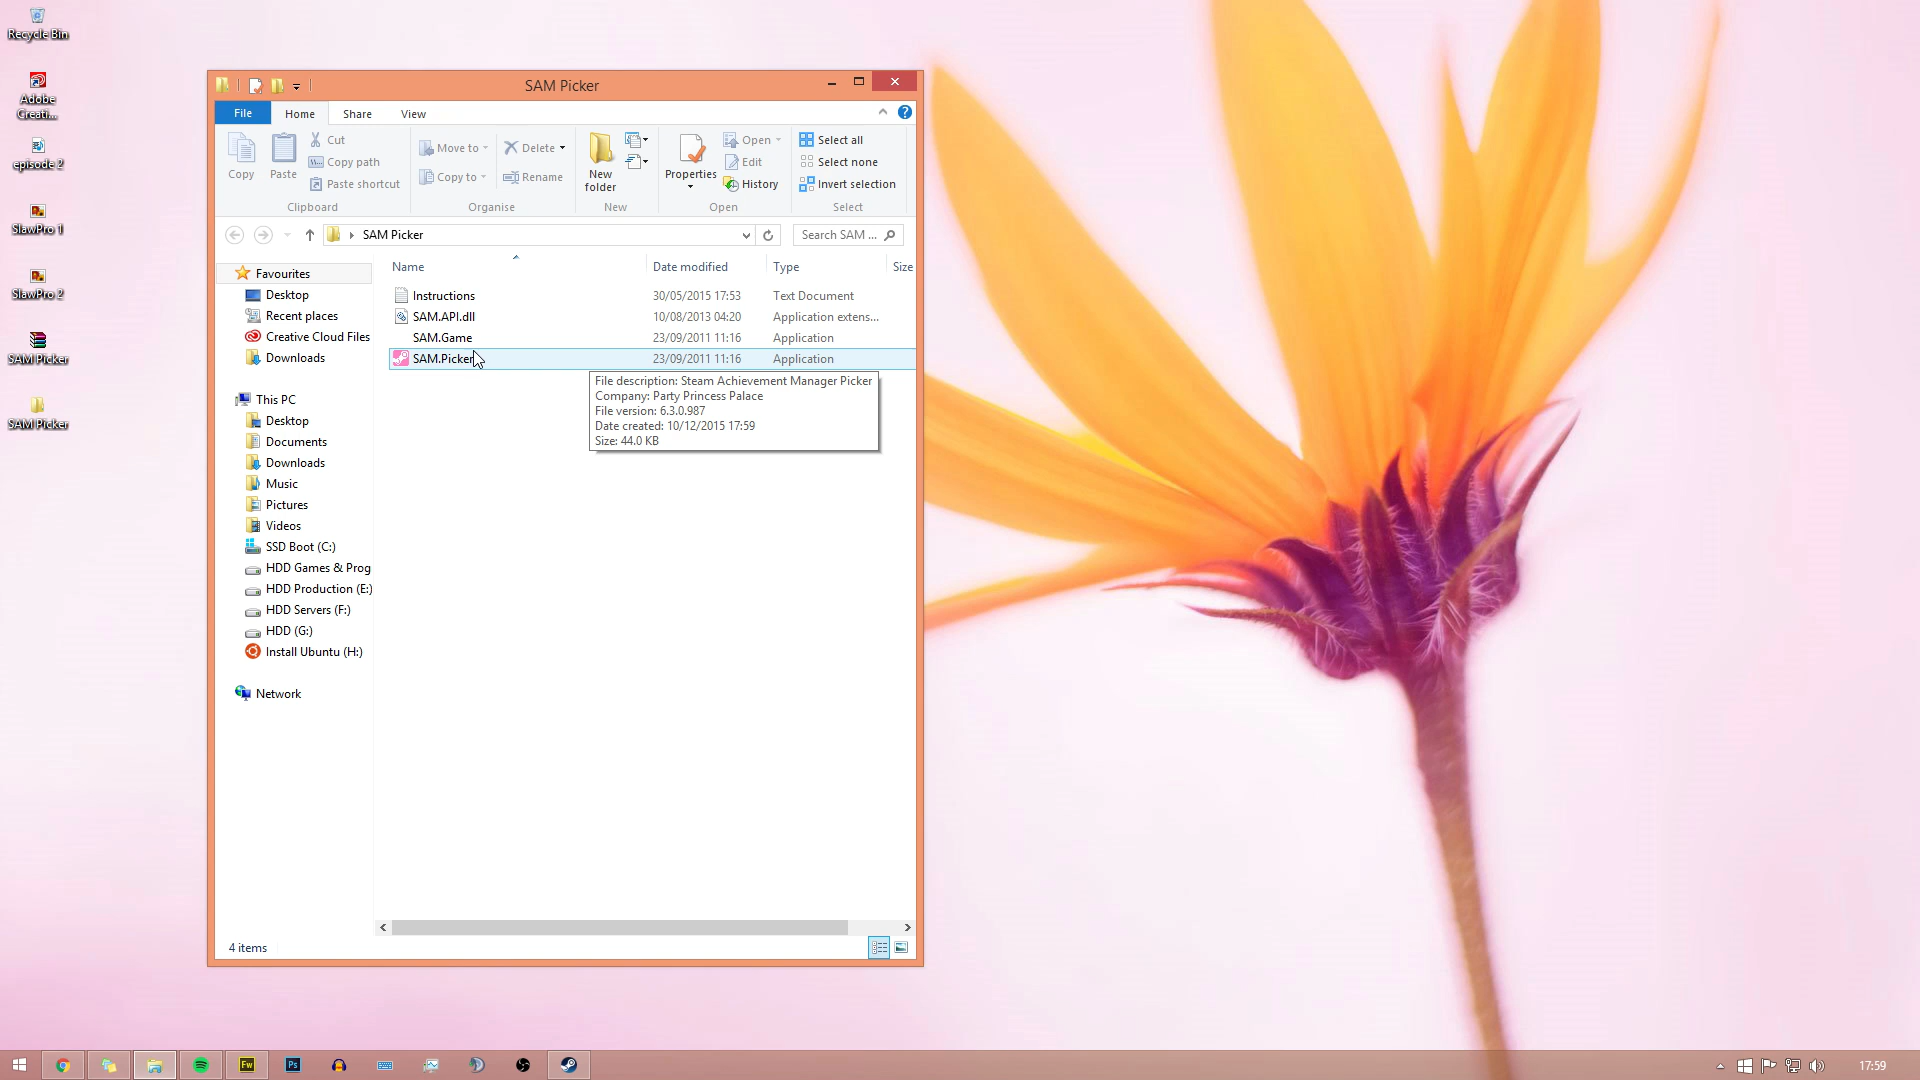 Recycle Bin
Adobe
Creati...
episode 2
SlawPro 1
SlawPro 2
SAM Picker
SAM Picker
SAM Picker
File
Home
Share
View
Copy
Paste
Cut
Copy path
Paste shortcut
Clipboard
Move to
Copy to
Delete
Rename
Organise
New
folder
New
Properties
Open
Edit
History
Open
Select all
Select none
Invert selection
Select
SAM Picker
Search SAM ...
Favourites
Desktop
Recent places
Creative Cloud Files
Downloads
This PC
Desktop
Documents
Downloads
Music
Pictures
Videos
SSD Boot (C:)
HDD Games & Prog
HDD Production (E:)
HDD Servers (F:)
HDD (G:)
Install Ubuntu (H:)
Network
Name Date modified Type Size
Instructions 30/05/2015 17:53 Text Document
SAM.API.dll 10/08/2013 04:20 Application extens...
SAM.Game 23/09/2011 11:16 Application
SAM.Picker 23/09/2011 11:16 Application
File description: Steam Achievement Manager Picker
Company: Party Princess Palace
File version: 6.3.0.987
Date created: 10/12/2015 17:59
Size: 44.0 KB
4 items
Fw
Ps
17:59